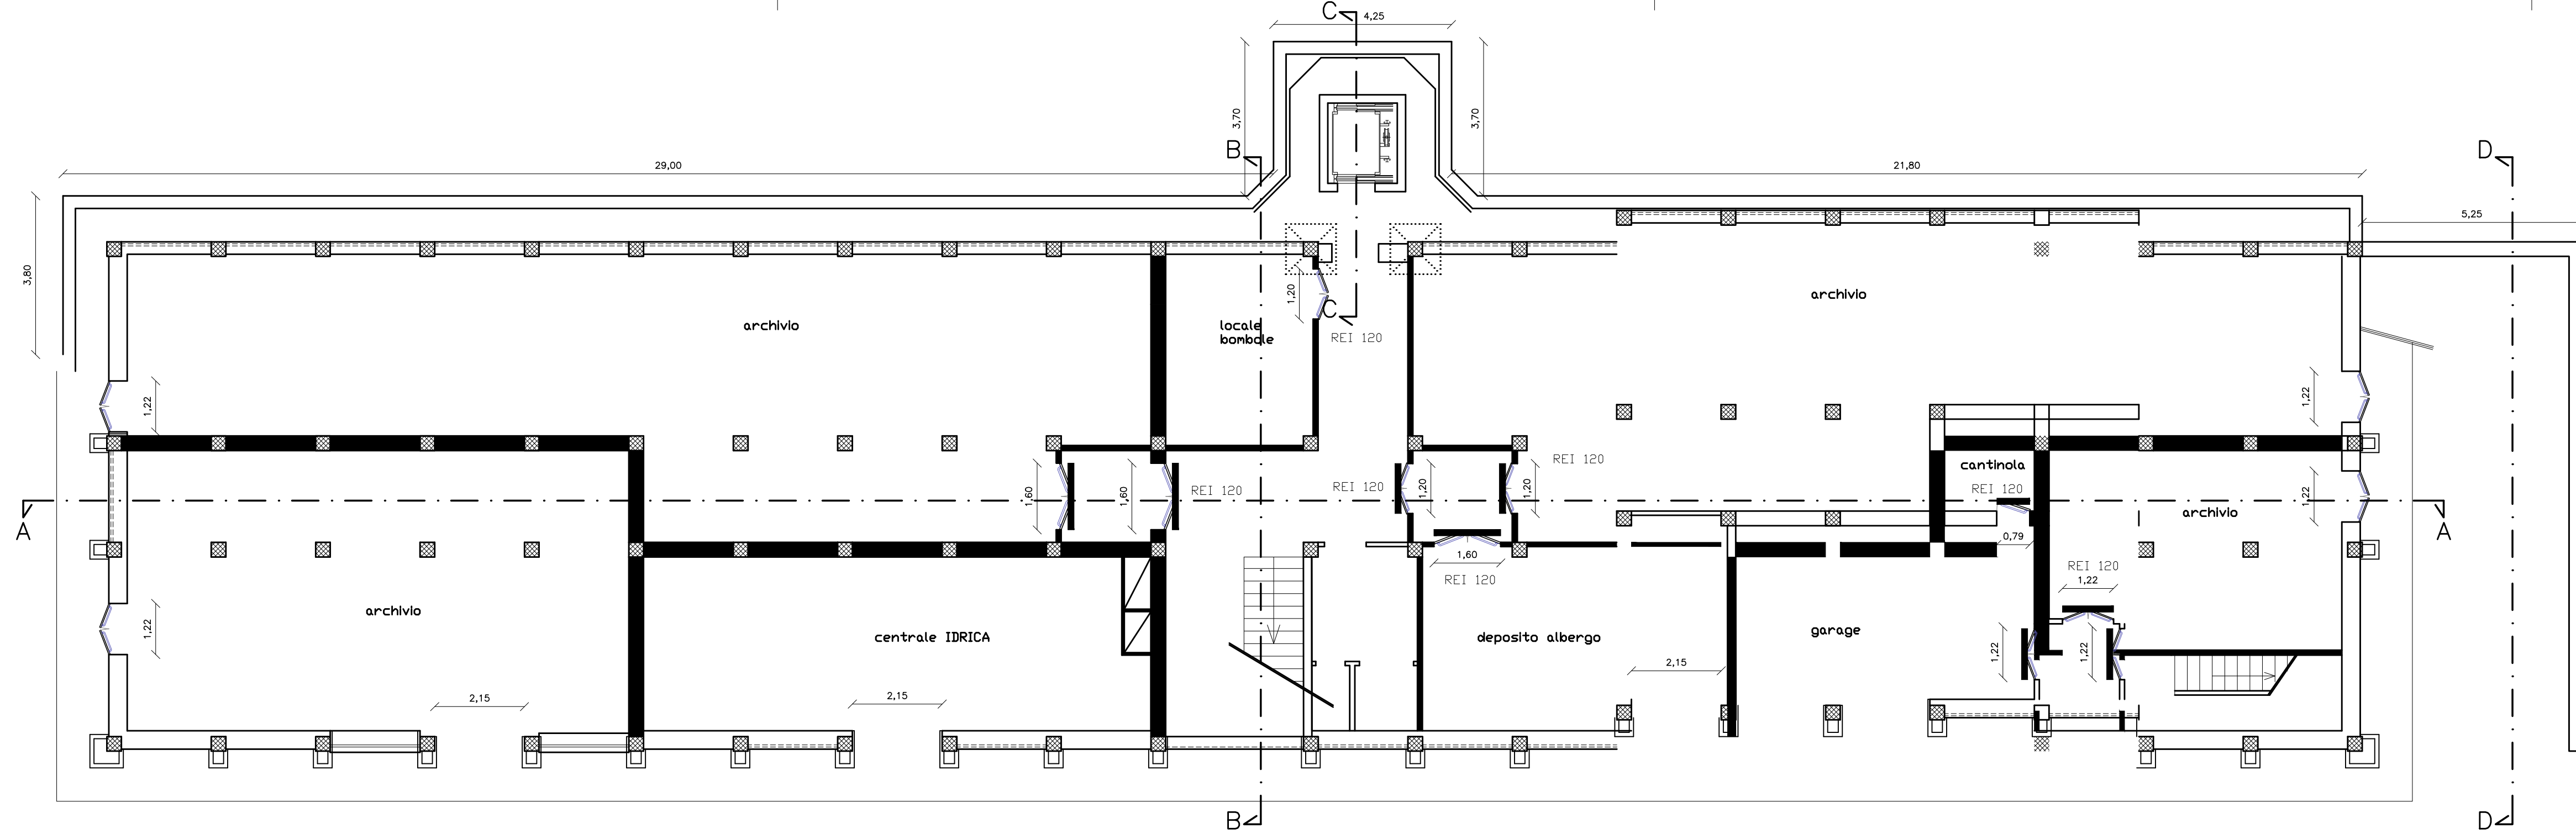 C
4,25
3,70
3,70
B
D
29,00
21,80
5,25
3,80
1,20
C
archivio
archivio
locale
bombole
REI 120
1,22
1,22
REI 120
cantinola
1,60
1,60
REI 120
REI 120
1,20
1,20
REI 120
1,22
A
archivio
A
0,79
1,60
REI 120
REI 120
1,22
archivio
1,22
centrale IDRICA
deposito albergo
garage
1,22
1,22
2,15
2,15
2,15
B
D